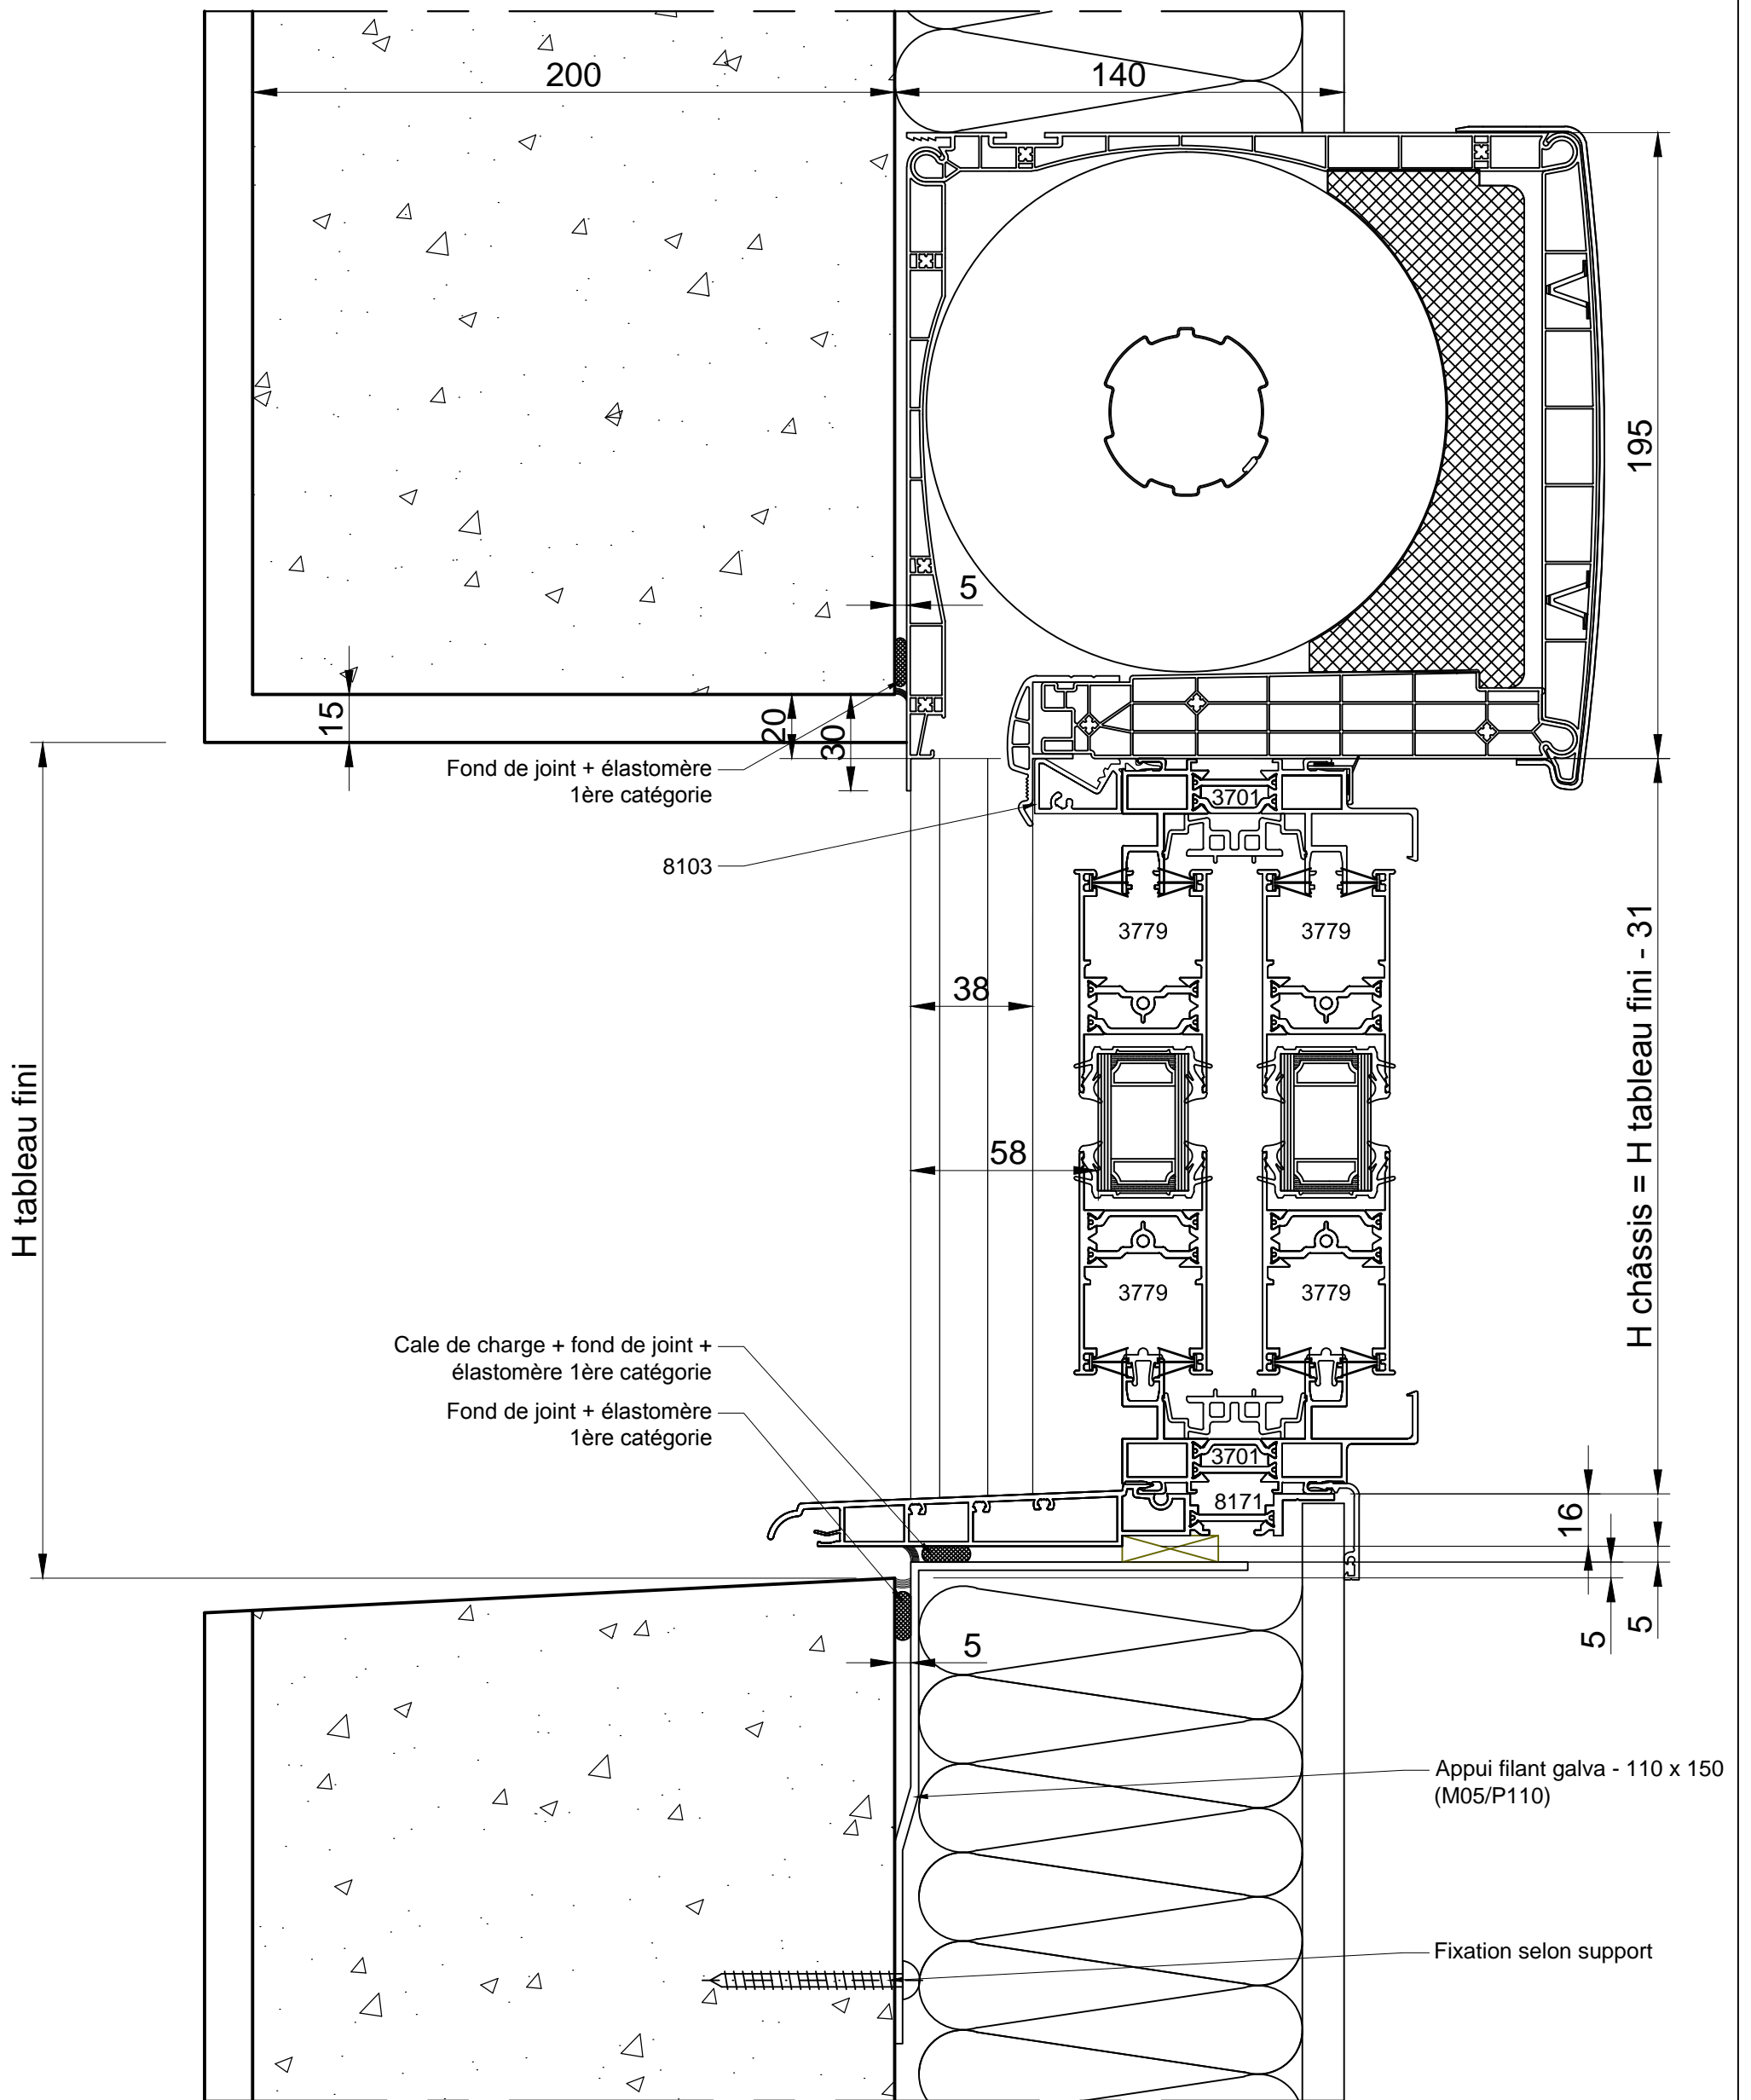 200
140
195
5
15
20
30
Fond de joint + élastomère
1ère catégorie
3701
8103
3779
3779
38
H châssis = H tableau fini - 31
H tableau fini
58
3779
3779
Cale de charge + fond de joint +
élastomère 1ère catégorie
Fond de joint + élastomère
1ère catégorie
3701
8171
16
5
5
5
Appui filant galva - 110 x 150
(M05/P110)
Fixation selon support